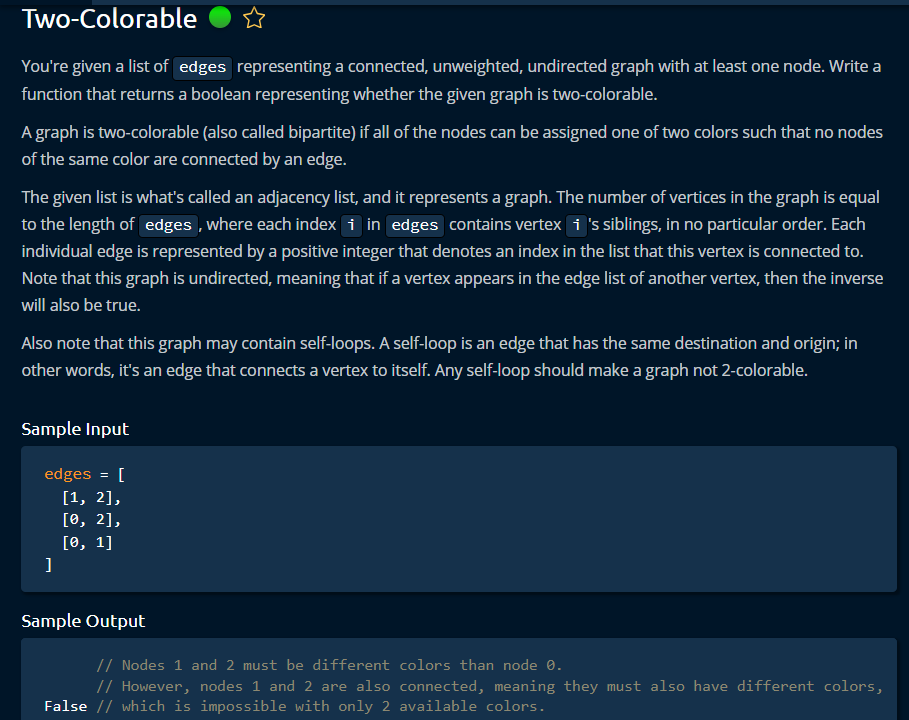 Two-Colorable
You're given a list of edges representing a connected, unweighted, undirected graph with at least one node. Write a
function that returns a boolean representing whether the given graph is two-colorable.
A graph is two-colorable (also called bipartite) if all of the nodes can be assigned one of two colors such that no nodes
of the same color are connected by an edge.
The given list is what's called an adjacency list, and it represents a graph. The number of vertices in the graph is equal
to the length of edges, where each index i in edges contains vertex i's siblings, in no particular order. Each
individual edge is represented by a positive integer that denotes an index in the list that this vertex is connected to.
Note that this graph is undirected, meaning that if a vertex appears in the edge list of another vertex, then the inverse
will also be true.
Also note that this graph may contain self-loops. A self-loop is an edge that has the same destination and origin; in
other words, it's an edge that connects a vertex to itself. Any self-loop should make a graph not 2-colorable.
Sample Input
edges = [
[1, 2],
[0, 2],
[0, 1]
]
Sample Output
// Nodes 1 and 2 must be different colors than node 0.
// However, nodes 1 and 2 are also connected, meaning they must also have different colors,
False // which is impossible with only 2 available colors.